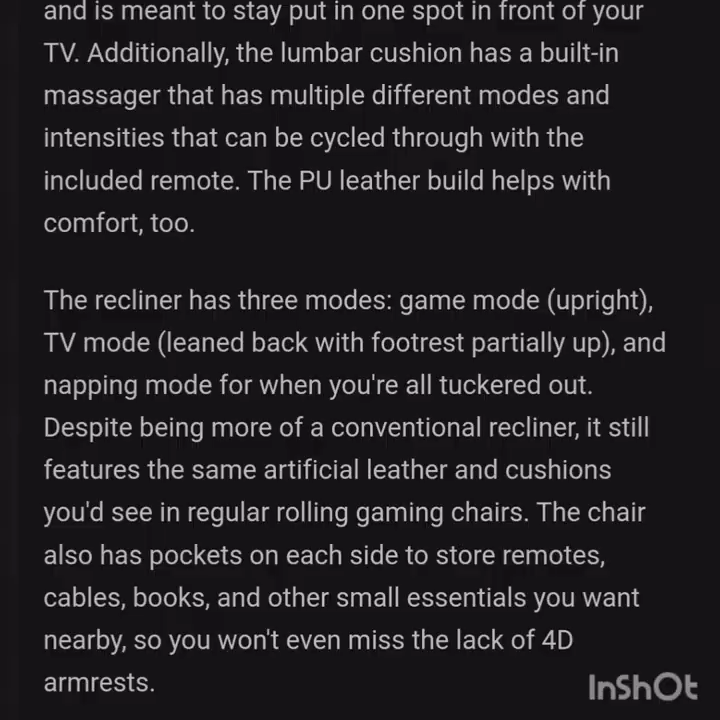 and is meant to stay put in one spot in front of your
TV. Additionally, the lumbar cushion has a built-in
massager that has multiple different modes and
intensities that can be cycled through with the
included remote. The PU leather build helps with
comfort, too.
The recliner has three modes: game mode (upright),
TV mode (leaned back with footrest partially up), and
napping mode for when you're all tuckered out.
Despite being more of a conventional recliner, it still
features the same artificial leather and cushions
you'd see in regular rolling gaming chairs. The chair
also has pockets on each side to store remotes,
cables, books, and other small essentials you want
nearby, so you won't even miss the lack of 4D
armrests.
InShOt